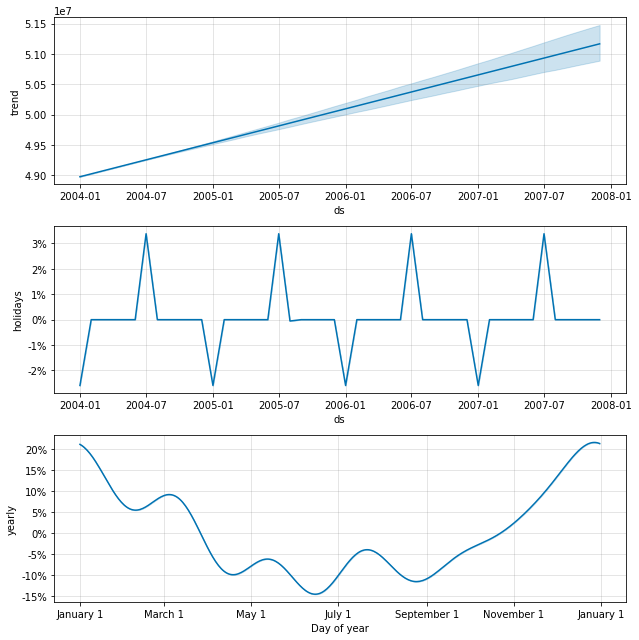 1e7
5.15
5.10
5.05
5.00
4.95
4.90
trend
2004-01 2004-07 2005-01 2005-07 2006-01 2006-07 2007-01 2007-07 2008-01
ds
3%
2%
1%
0%
-1%
-2%
holidays
2004-01 2004-07 2005-01 2005-07 2006-01 2006-07 2007-01 2007-07 2008-01
ds
20%
15%
10%
5%
0%
-5%
-10%
-15%
yearly
January 1 March 1 May 1 July 1 September 1 November 1 January 1
Day of year